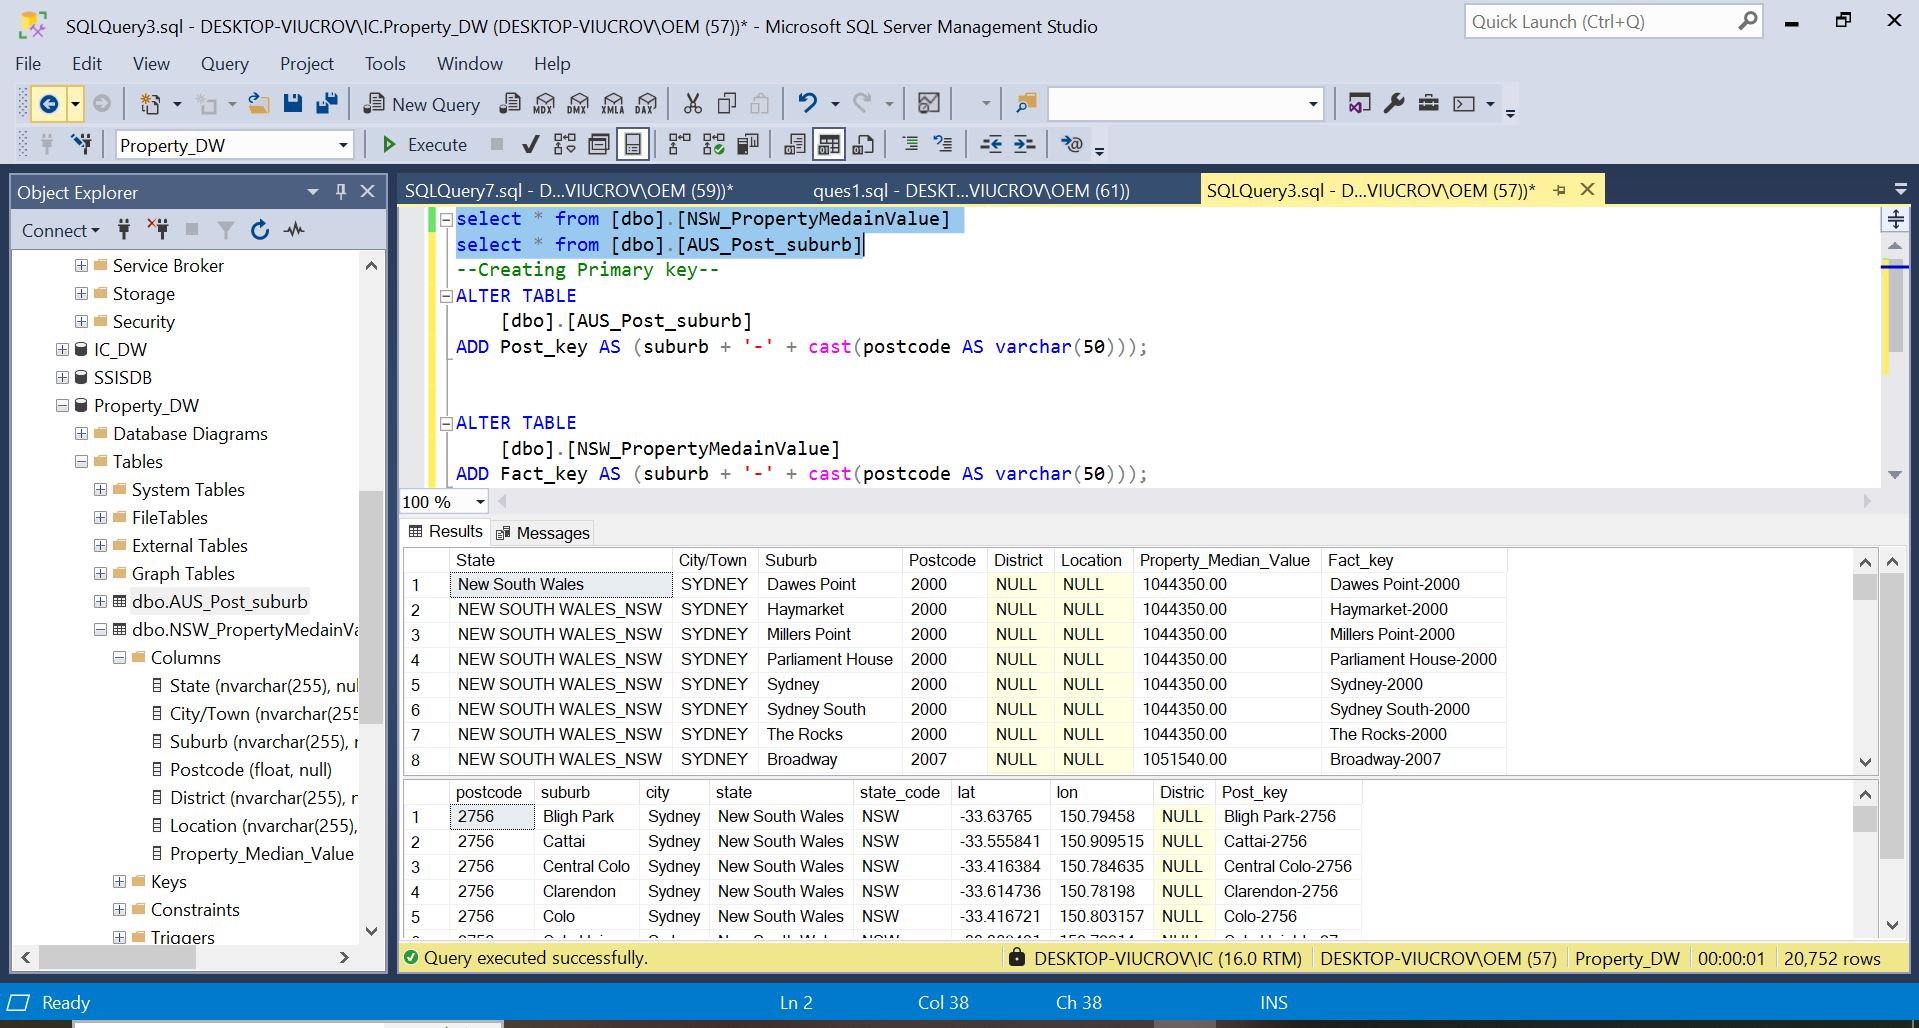 SQLQuery3.sql - DESKTOP-VIUCROV\IC.Property_DW (DESKTOP-VIUCROV\OEM (57))* - Microsoft SQL Server Management Studio
Quick Launch (Ctrl+Q)
File Edit View Query Project Tools Window Help
New Query MDX DMX XMLA DAX
Property_DW Execute
Object Explorer
Connect
Service Broker
Storage
Security
IC_DW
SSISDB
Property_DW
Database Diagrams
Tables
System Tables
FileTables
External Tables
Graph Tables
dbo.AUS_Post_suburb
dbo.NSW_PropertyMedainVa
Columns
State (nvarchar(255), nul
City/Town (nvarchar(255
Suburb (nvarchar(255), r
Postcode (float, null)
District (nvarchar(255), r
Location (nvarchar(255),
Property_Median_Value
Keys
Constraints
Triggers
SQLQuery7.sql - D...VIUCROV\OEM (59))* ques1.sql - DESKT...VIUCROV\OEM (61)) SQLQuery3.sql - D...VIUCROV\OEM (57))*
select * from [dbo].[NSW_PropertyMedainValue]
select * from [dbo].[AUS_Post_suburb]
--Creating Primary key--
ALTER TABLE
[dbo].[AUS_Post_suburb]
ADD Post_key AS (suburb + '-' + cast(postcode AS varchar(50)));
ALTER TABLE
[dbo].[NSW_PropertyMedainValue]
ADD Fact_key AS (suburb + '-' + cast(postcode AS varchar(50)));
100 %
Results Messages
State City/Town Suburb Postcode District Location Property_Median_Value Fact_key
1 New South Wales SYDNEY Dawes Point 2000 NULL NULL 1044350.00 Dawes Point-2000
2 NEW SOUTH WALES_NSW SYDNEY Haymarket 2000 NULL NULL 1044350.00 Haymarket-2000
3 NEW SOUTH WALES_NSW SYDNEY Millers Point 2000 NULL NULL 1044350.00 Millers Point-2000
4 NEW SOUTH WALES_NSW SYDNEY Parliament House 2000 NULL NULL 1044350.00 Parliament House-2000
5 NEW SOUTH WALES_NSW SYDNEY Sydney 2000 NULL NULL 1044350.00 Sydney-2000
6 NEW SOUTH WALES_NSW SYDNEY Sydney South 2000 NULL NULL 1044350.00 Sydney South-2000
7 NEW SOUTH WALES_NSW SYDNEY The Rocks 2000 NULL NULL 1044350.00 The Rocks-2000
8 NEW SOUTH WALES_NSW SYDNEY Broadway 2007 NULL NULL 1051540.00 Broadway-2007
postcode suburb city state state_code lat lon Distric Post_key
1 2756 Bligh Park Sydney New South Wales NSW -33.63765 150.79458 NULL Bligh Park-2756
2 2756 Cattai Sydney New South Wales NSW -33.555841 150.909515 NULL Cattai-2756
3 2756 Central Colo Sydney New South Wales NSW -33.416384 150.784635 NULL Central Colo-2756
4 2756 Clarendon Sydney New South Wales NSW -33.614736 150.78198 NULL Clarendon-2756
5 2756 Colo Sydney New South Wales NSW -33.416721 150.803157 NULL Colo-2756
Query executed successfully. DESKTOP-VIUCROV\IC (16.0 RTM) DESKTOP-VIUCROV\OEM (57) Property_DW 00:00:01 20,752 rows
Ready Ln 2 Col 38 Ch 38 INS